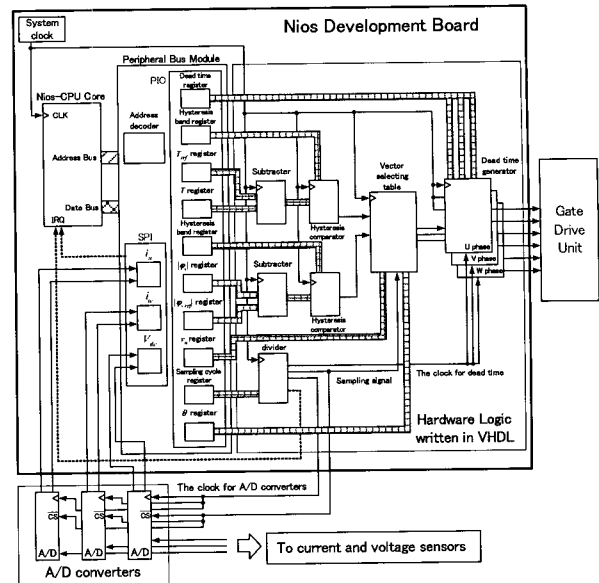 System clock
Nios Development Board
Peripheral Bus Module
PIO
Nios-CPU Core
CLK
Address Bus
Data Bus
IRQ
Address decoder
SPI
i_u
i_w
V_dc
Dead time register
Hysteresis band register
T_ref register
T register
Hysteresis band register
|φ_s| register
|φ_sref| register
Sampling cycle register
θ register
Subtracter
Hysteresis comparator
Subtracter
Hysteresis comparator
divider
Vector selecting table
Dead time generator
U phase
V phase
W phase
Gate Drive Unit
Sampling signal
The clock for dead time
Hardware Logic written in VHDL
The clock for A/D converters
CS
CS
CS
A/D
A/D
A/D
A/D converters
To current and voltage sensors